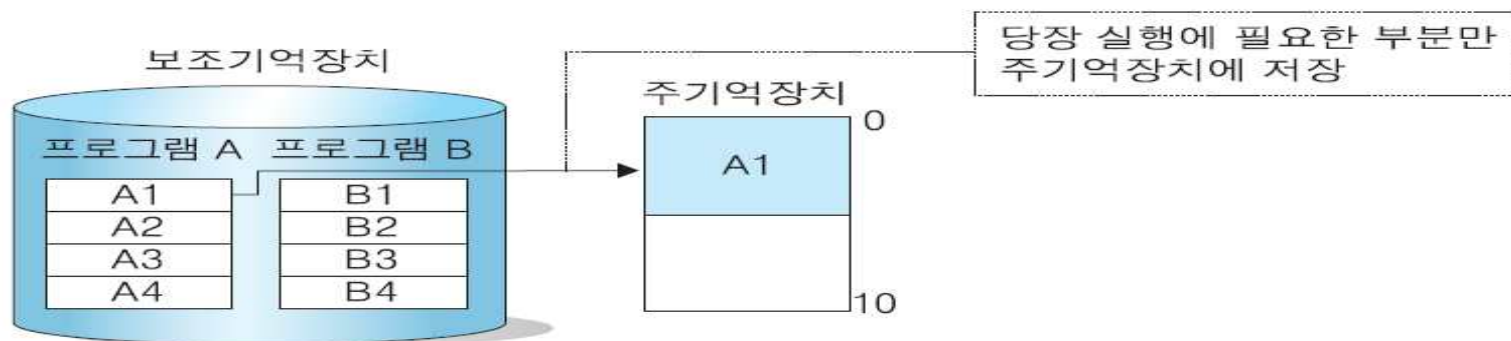 당장 실행에 필요한 부분만
주기억장치에 저장
보조기억장치
주기억장치
프로그램 A 프로그램 B
A1
A2
A3
A4
B1
B2
B3
B4
0
A1
10